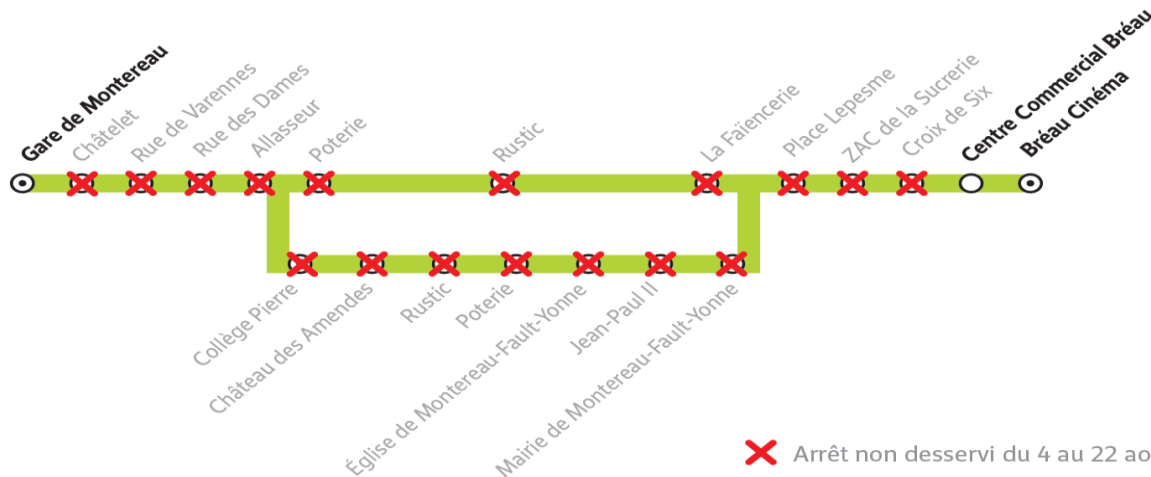 Gare de Montereau
Châtelet
Rue de Varennes
Rue des Dames
Allasseur
Poterie
Rustic
La Faïencerie
Place Lepesme
ZAC de la Sucrerie
Croix de Six
Centre Commercial Bréau
Bréau Cinéma
Collège Pierre
Château des Amendes
Rustic
Poterie
Église de Montereau-Fault-Yonne
Jean-Paul II
Mairie de Montereau-Fault-Yonne
Arrêt non desservi du 4 au 22 ao